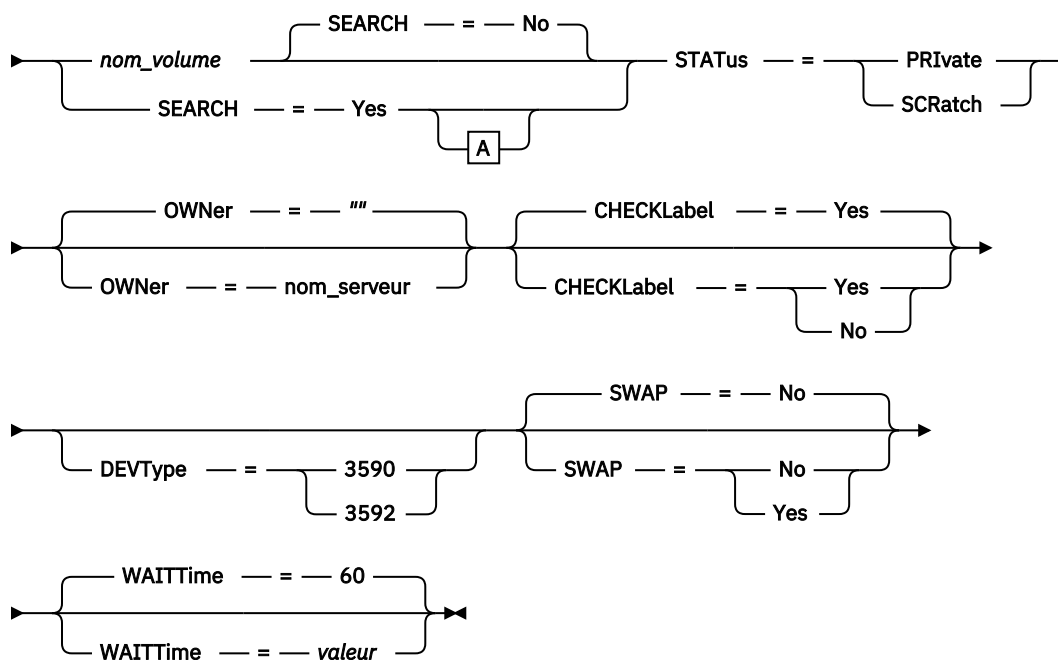 SEARCH = No
nom_volume STATus = PRIvate
SEARCH = Yes SCRatch
A
OWNer = "" CHECKLabel = Yes
OWNer = nom_serveur CHECKLabel = Yes
No
SWAP = No
DEVType = 3590 SWAP = No
3592 Yes
WAITTime = 60
WAITTime = valeur